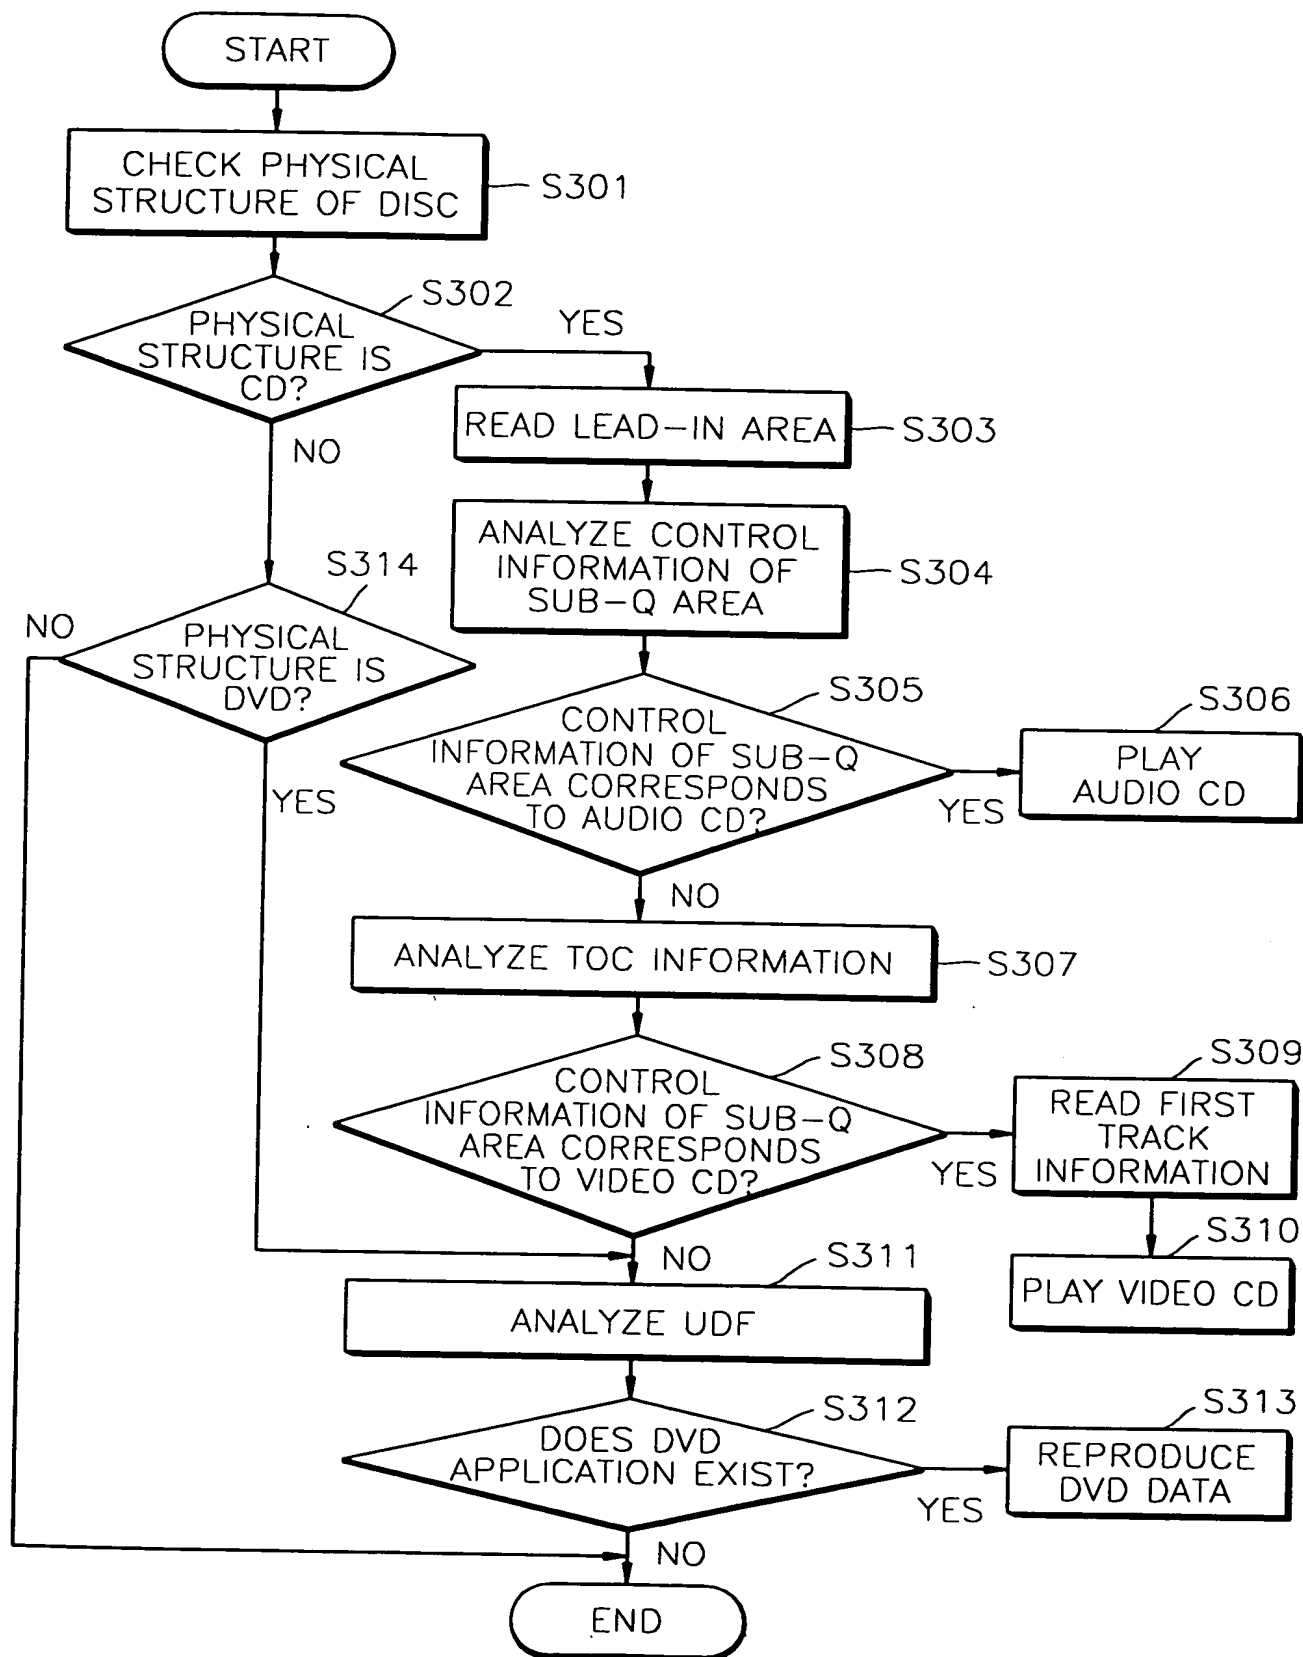 START
CHECK PHYSICAL
STRUCTURE OF DISC
S301
S302
PHYSICAL
STRUCTURE IS
CD?
YES
NO
READ LEAD-IN AREA
S303
ANALYZE CONTROL
INFORMATION OF
SUB-Q AREA
S304
S314
NO
PHYSICAL
STRUCTURE IS
DVD?
YES
S305
CONTROL
INFORMATION OF SUB-Q
AREA CORRESPONDS
TO AUDIO CD?
YES
NO
S306
PLAY
AUDIO CD
ANALYZE TOC INFORMATION
S307
S308
CONTROL
INFORMATION OF SUB-Q
AREA CORRESPONDS
TO VIDEO CD?
YES
NO
S309
READ FIRST
TRACK
INFORMATION
S310
PLAY VIDEO CD
S311
ANALYZE UDF
S312
DOES DVD
APPLICATION EXIST?
YES
NO
S313
REPRODUCE
DVD DATA
END